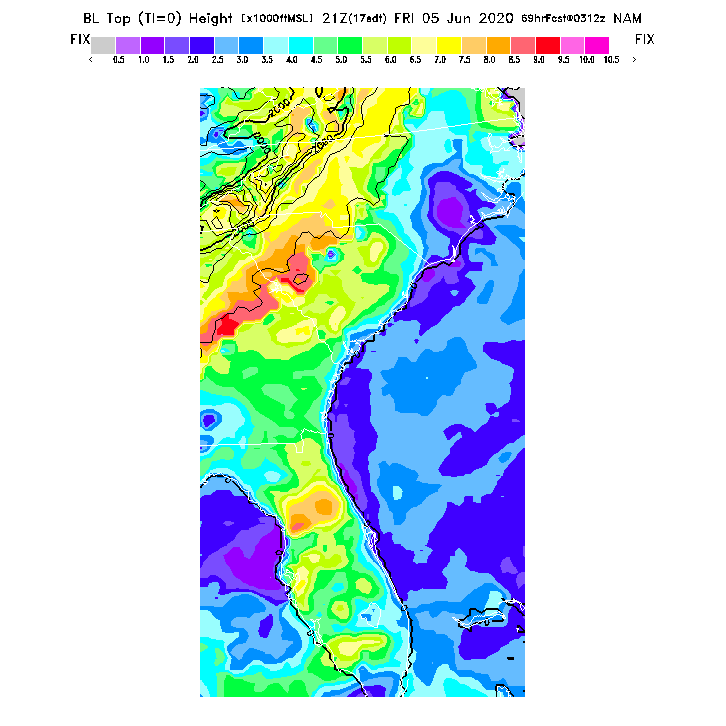 BL Top (TI=0) Height [x1000ftMSL] 21Z(17edt) FRI 05 Jun 2020 69hrFcst@0312z NAM
FIX FIX
< 0.5 1.0 1.5 2.0 2.5 3.0 3.5 4.0 4.5 5.0 5.5 6.0 6.5 7.0 7.5 8.0 8.5 9.0 9.5 10.0 10.5 >
2000
2000